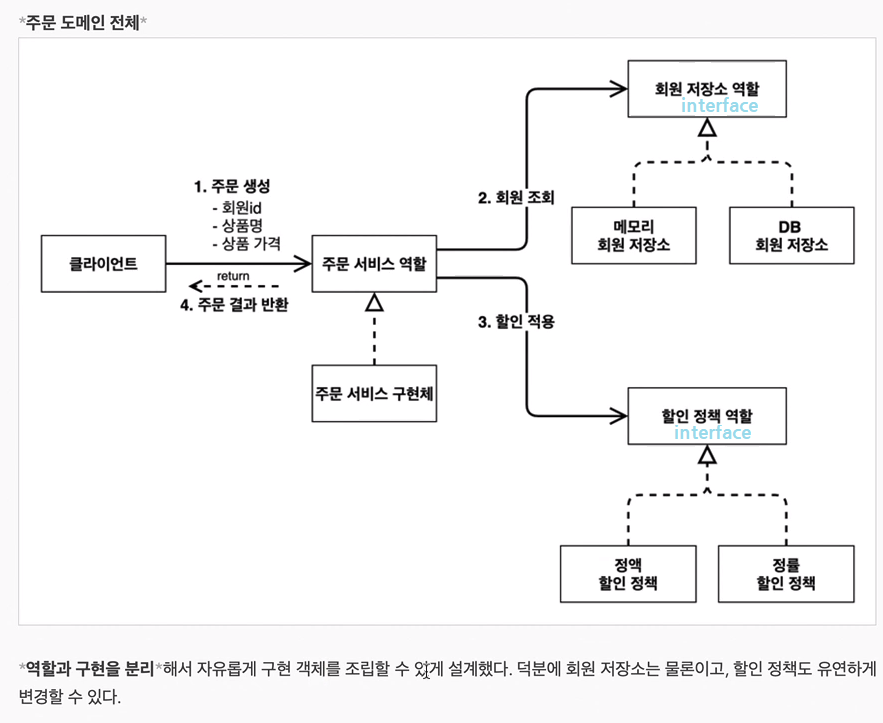 *주문 도메인 전체*
회원 저장소 역할
interface
1. 주문 생성
- 회원id
- 상품명
- 상품 가격
2. 회원 조회
메모리
회원 저장소
DB
회원 저장소
클라이언트
주문 서비스 역할
return
4. 주문 결과 반환
3. 할인 적용
주문 서비스 구현체
할인 정책 역할
interface
정액
할인 정책
정률
할인 정책
*역할과 구현을 분리*해서 자유롭게 구현 객체를 조립할 수 있게 설계했다. 덕분에 회원 저장소는 물론이고, 할인 정책도 유연하게
변경할 수 있다.